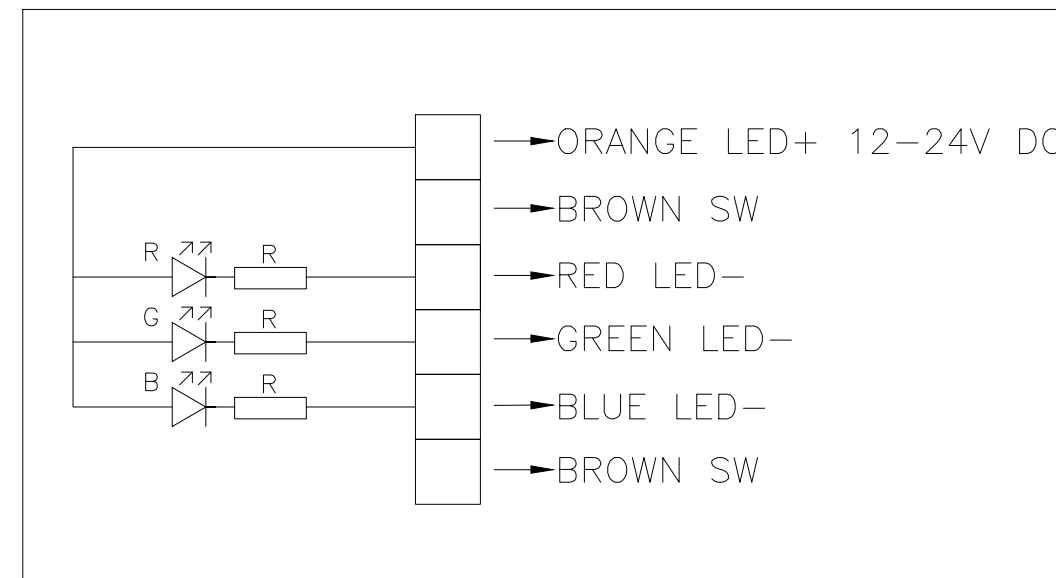 ORANGE LED+ 12-24V DC
BROWN SW
R R
RED LED-
G R
GREEN LED-
B R
BLUE LED-
BROWN SW